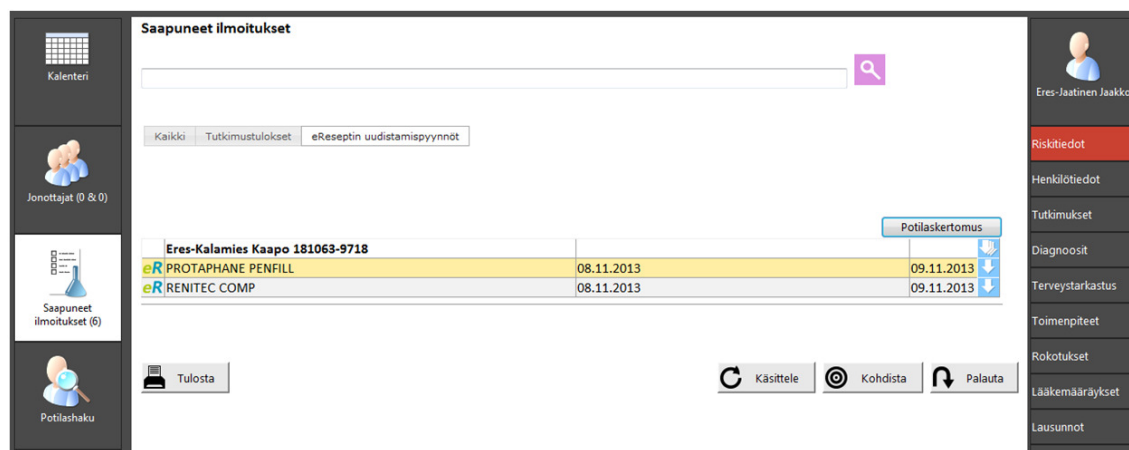 Saapuneet ilmoitukset
Kalenteri
Jonottajat (0 & 0)
Saapuneet
ilmoitukset (6)
Potilashaku
Kaikki Tutkimustulokset eReseptin uudistamispyynnöt
Potilaskertomus
Eres-Kalamies Kaapo 181063-9718
eR PROTAPHANE PENFILL 08.11.2013 09.11.2013
eR RENITEC COMP 08.11.2013 09.11.2013
Tulosta Käsittele Kohdista Palauta
Eres-Jaatinen Jaakko
Riskitiedot
Henkilötiedot
Tutkimukset
Diagnoosit
Terveystarkastus
Toimenpiteet
Rokotukset
Lääkemääräykset
Lausunnot